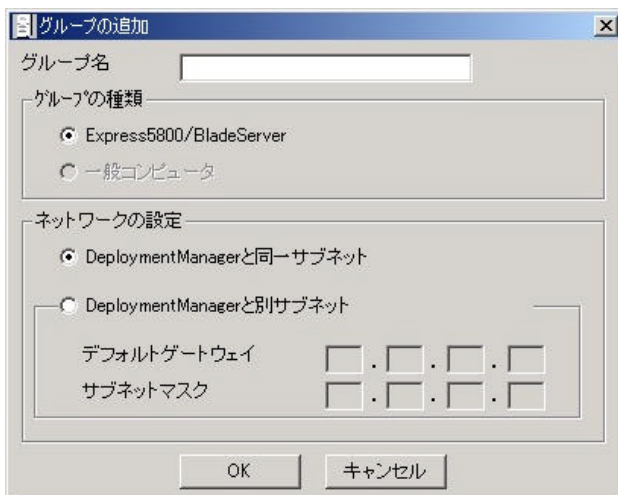 グループの追加
グループ名
グループの種類
Express5800/BladeServer
一般コンピュータ
ネットワークの設定
DeploymentManagerと同一サブネット
DeploymentManagerと別サブネット
デフォルトゲートウェイ . . .
サブネットマスク . . .
OK キャンセル